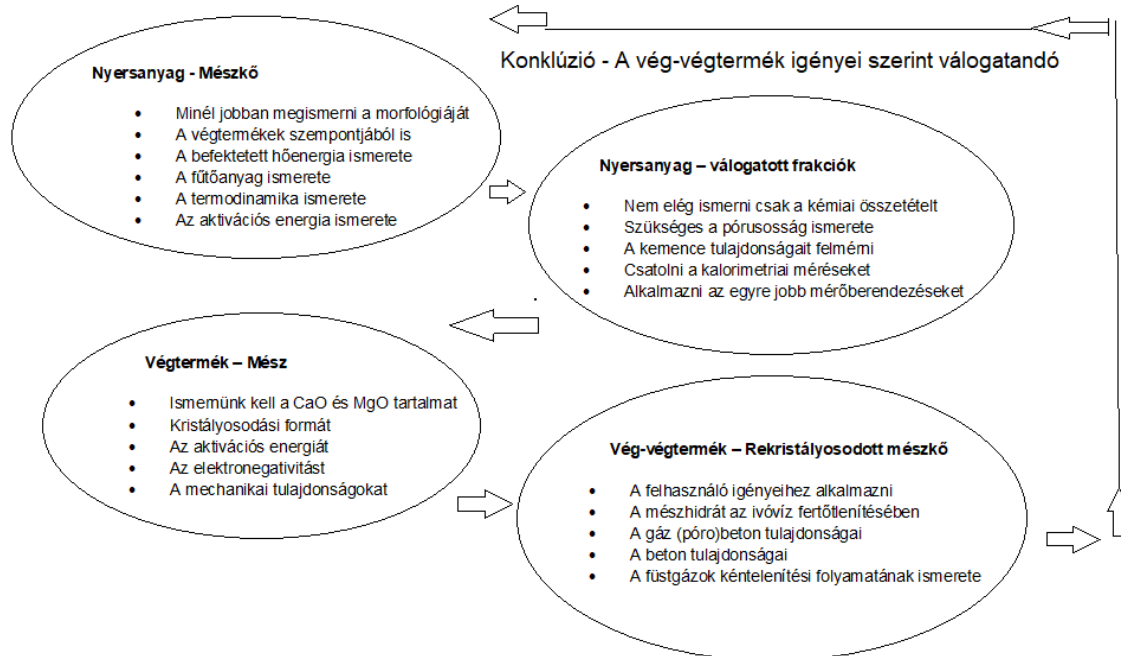 Konklúzió - A vég-végtermék igényei szerint válogatandó
Nyersanyag - Mészkő
• Minél jobban megismerni a morfológiáját
• A végtermékek szempontjából is
• A befektetett hőenergia ismerete
• A fűtőanyag ismerete
• A termodinamika ismerete
• Az aktivációs energia ismerete
Nyersanyag – válogatott frakciók
• Nem elég ismerni csak a kémiai összetételt
• Szükséges a pórusosság ismerete
• A kemence tulajdonságait felmérni
• Csatolni a kalorimetriai méréseket
• Alkalmazni az egyre jobb mérőberendezéseket
Végtermék – Mész
• Ismernünk kell a CaO és MgO tartalmat
• Kristályosodási formát
• Az aktivációs energiát
• Az elektronegativitást
• A mechanikai tulajdonságokat
Vég-végtermék – Rekristályosodott mészkő
• A felhasználó igényeihez alkalmazni
• A mészhidrát az ivóvíz fertőtlenítésében
• A gáz (póro)beton tulajdonságai
• A beton tulajdonságai
• A füstgázok kéntelenítési folyamatának ismerete